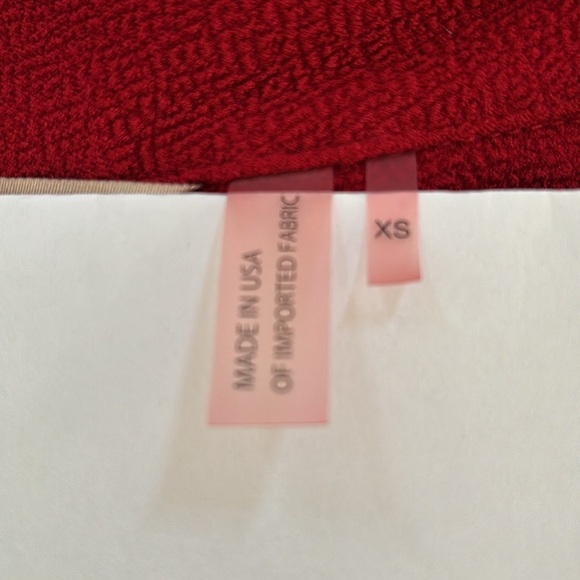 MADE IN USA
OF IMPORTED FABRIC
XS